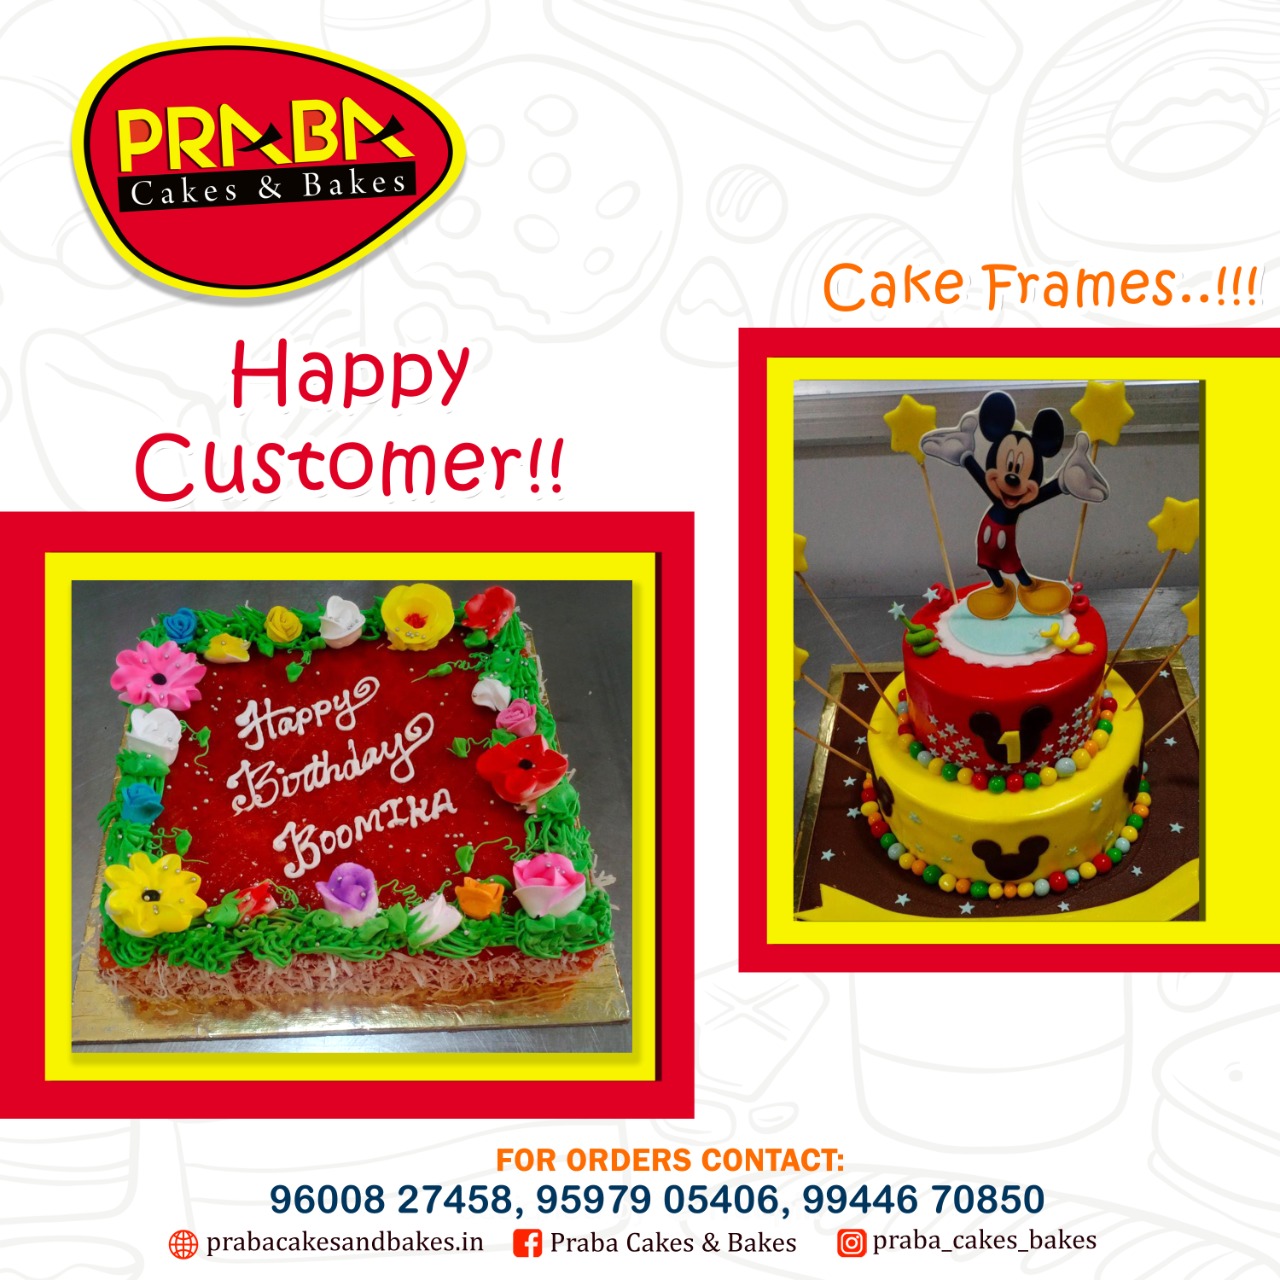 PRABA
Cakes & Bakes
Cake Frames..!!!
Happy
Customer!!
Happy
Birthday
BOOMIKA
1
FOR ORDERS CONTACT:
96008 27458, 95979 05406, 99446 70850
prabacakesandbakes.in Praba Cakes & Bakes praba_cakes_bakes